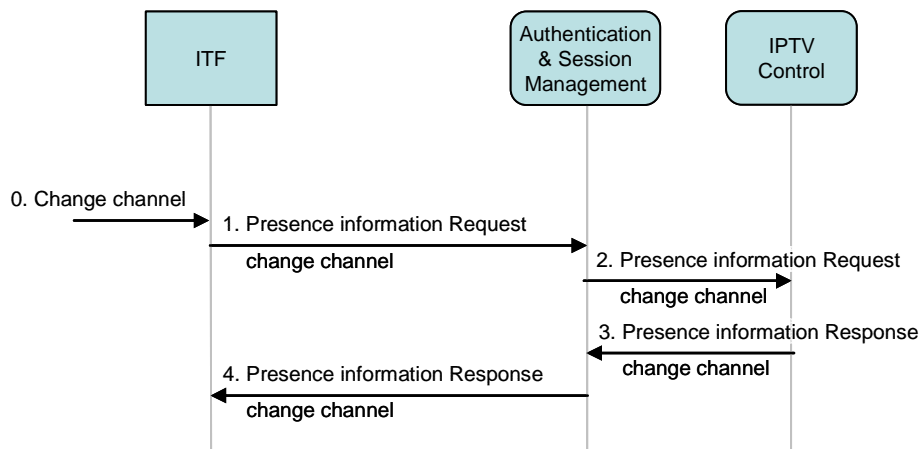 ITF
Authentication
& Session
Management
IPTV
Control
0. Change channel
1. Presence information Request
change channel
2. Presence information Request
change channel
3. Presence information Response
change channel
4. Presence information Response
change channel